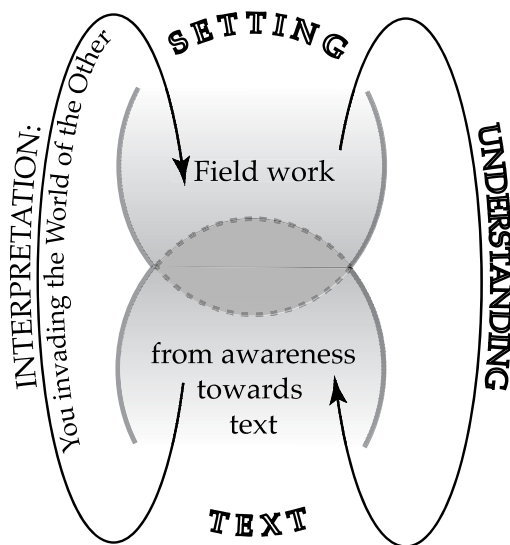 SETTING
INTERPRETATION:
You invading the World of the Other
Field work
UNDERSTANDING
from awareness
towards
text
TEXT